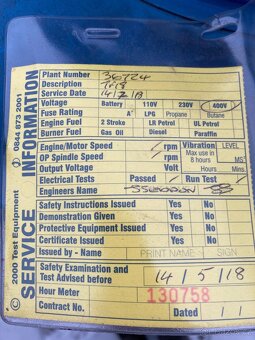 Plant Number 36724
Description
Service Date 14/2/18
Voltage Battery 110V 230V 400V
Fuse Rating A LPG Propane Butane
Engine Fuel 2 Stroke LR Petrol UL Petrol
Burner Fuel Gas Oil Diesel Paraffin
Engine/Motor Speed rpm Vibration LEVEL
OP Spindle Speed rpm Max use in
Output Voltage Volts 8 hours MS
Electrical Tests Passed Run Test
Engineers Name
Safety Instructions Issued Yes No
Demonstration Given Yes No
Protective Equipment Issued Yes No
Certificate Issued Yes No
Issued by - Name PRINT NAME SIGN
Safety Examination and
Test Advised before 14/5/18
Hour Meter 130758
Contract No. Dated / /
© 2000 Test Equipment ✆ 0844 873 2001
SERVICE INFORMATION